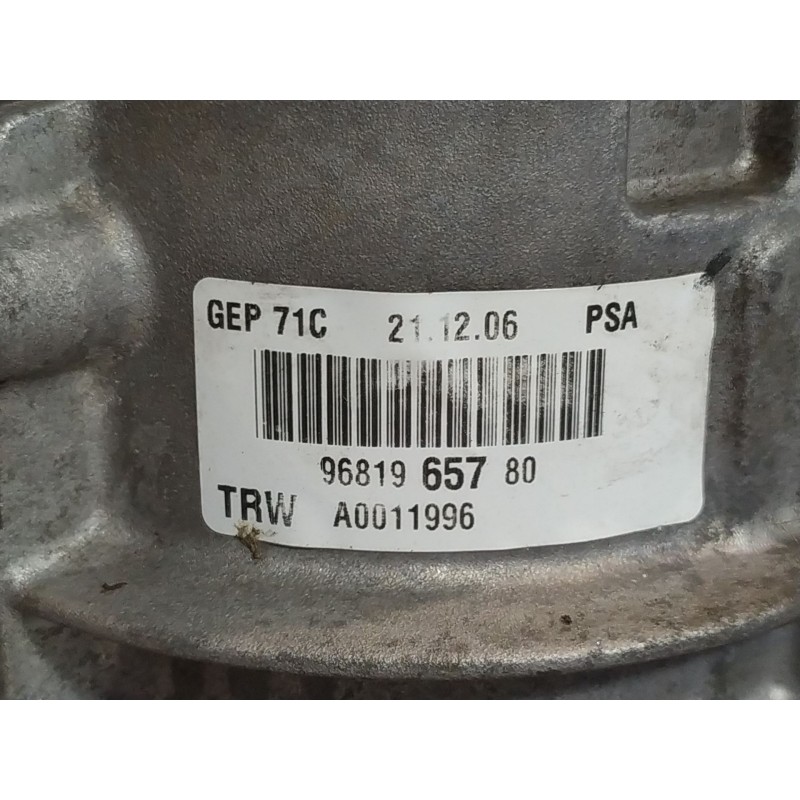 GEP 71C 21.12.06 PSA
96819 657 80
TRW A0011996